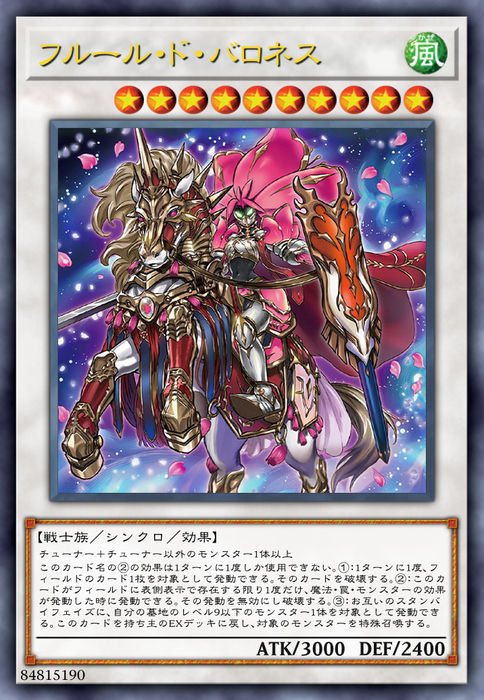 フルール・ド・バロネス
風
かぜ
【戦士族／シンクロ／効果】
チューナー＋チューナー以外のモンスター1体以上
このカード名の②の効果は1ターンに1度しか使用できない。①:1ターンに1度、フ
ィールドのカード1枚を対象として発動できる。そのカードを破壊する。②:このカ
ードがフィールドに表側表示で存在する限り1度だけ、魔法・罠・モンスターの効果
が発動した時に発動できる。その発動を無効にし破壊する。③:お互いのスタンバ
イフェイズに、自分の墓地のレベル9以下のモンスター1体を対象として発動でき
る。このカードを持ち主のEXデッキに戻し、対象のモンスターを特殊召喚する。
ATK/3000 DEF/2400
84815190